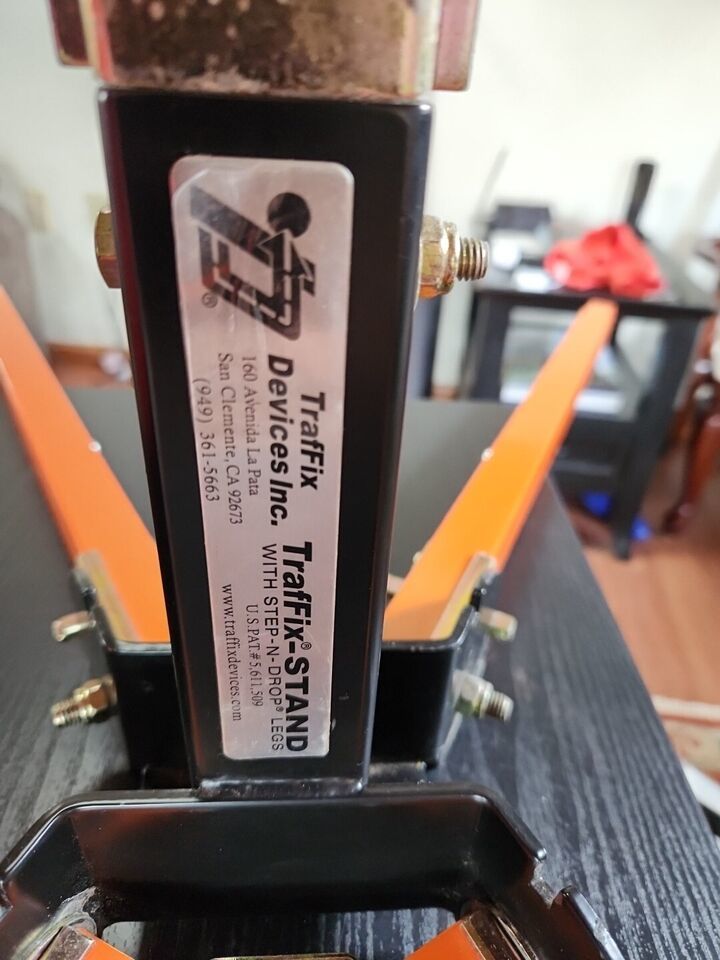 ®
TrafFix
Devices Inc.
160 Avenida La Pata
San Clemente, CA 92673
(949) 361-5663
TrafFix®-STAND
WITH STEP-N-DROP® LEGS
U.S.PAT.# 5,611,509
www.traffixdevices.com